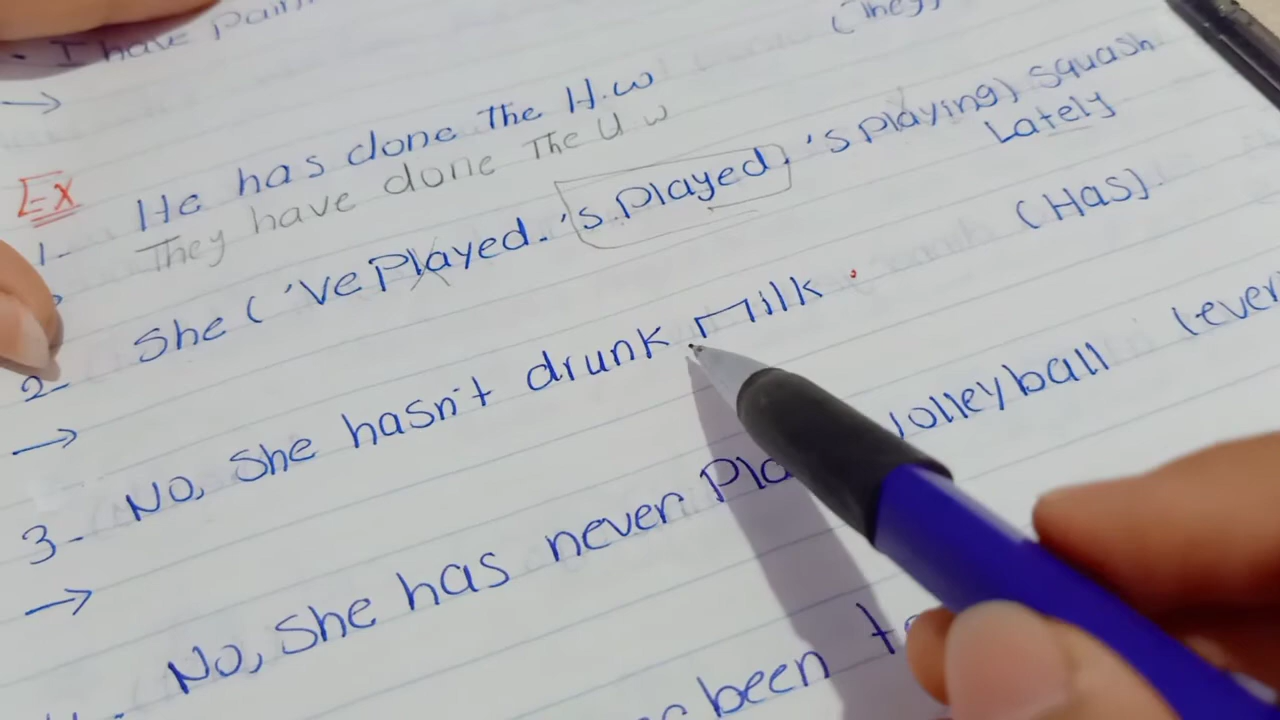 • I have Pain
(They)
→
Ex
1- He has done The H.w
They have done The U w
2- She ( 've Played. 's Played, 's Playing) Squash
Lately
→ (Has).
3- No, She hasn't drunk Milk.
→ (ever
No, She has never volleyball
been